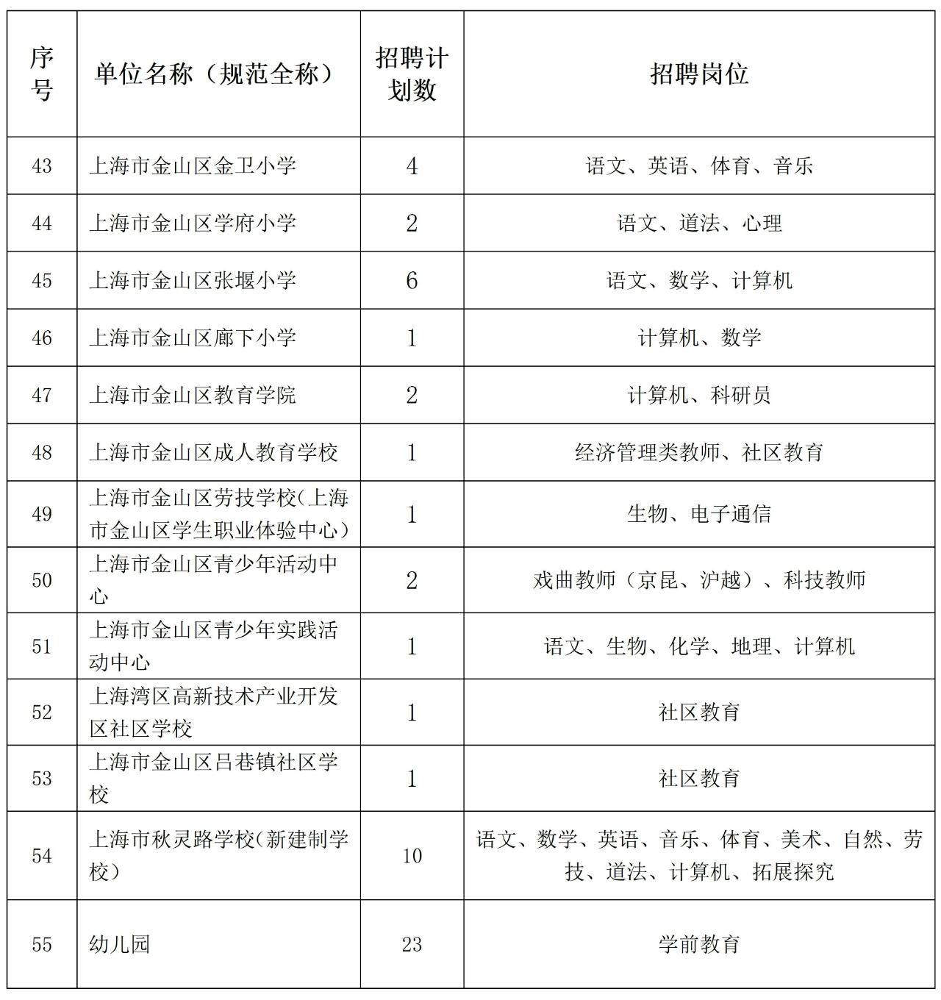 序号 单位名称（规范全称） 招聘计划数 招聘岗位
43 上海市金山区金卫小学 4 语文、英语、体育、音乐
44 上海市金山区学府小学 2 语文、道法、心理
45 上海市金山区张堰小学 6 语文、数学、计算机
46 上海市金山区廊下小学 1 计算机、数学
47 上海市金山区教育学院 2 计算机、科研员
48 上海市金山区成人教育学校 1 经济管理类教师、社区教育
49 上海市金山区劳技学校（上海市金山区学生职业体验中心） 1 生物、电子通信
50 上海市金山区青少年活动中心 2 戏曲教师（京昆、沪越）、科技教师
51 上海市金山区青少年实践活动中心 1 语文、生物、化学、地理、计算机
52 上海湾区高新技术产业开发区社区学校 1 社区教育
53 上海市金山区吕巷镇社区学校 1 社区教育
54 上海市秋灵路学校（新建制学校） 10 语文、数学、英语、音乐、体育、美术、自然、劳技、道法、计算机、拓展探究
55 幼儿园 23 学前教育